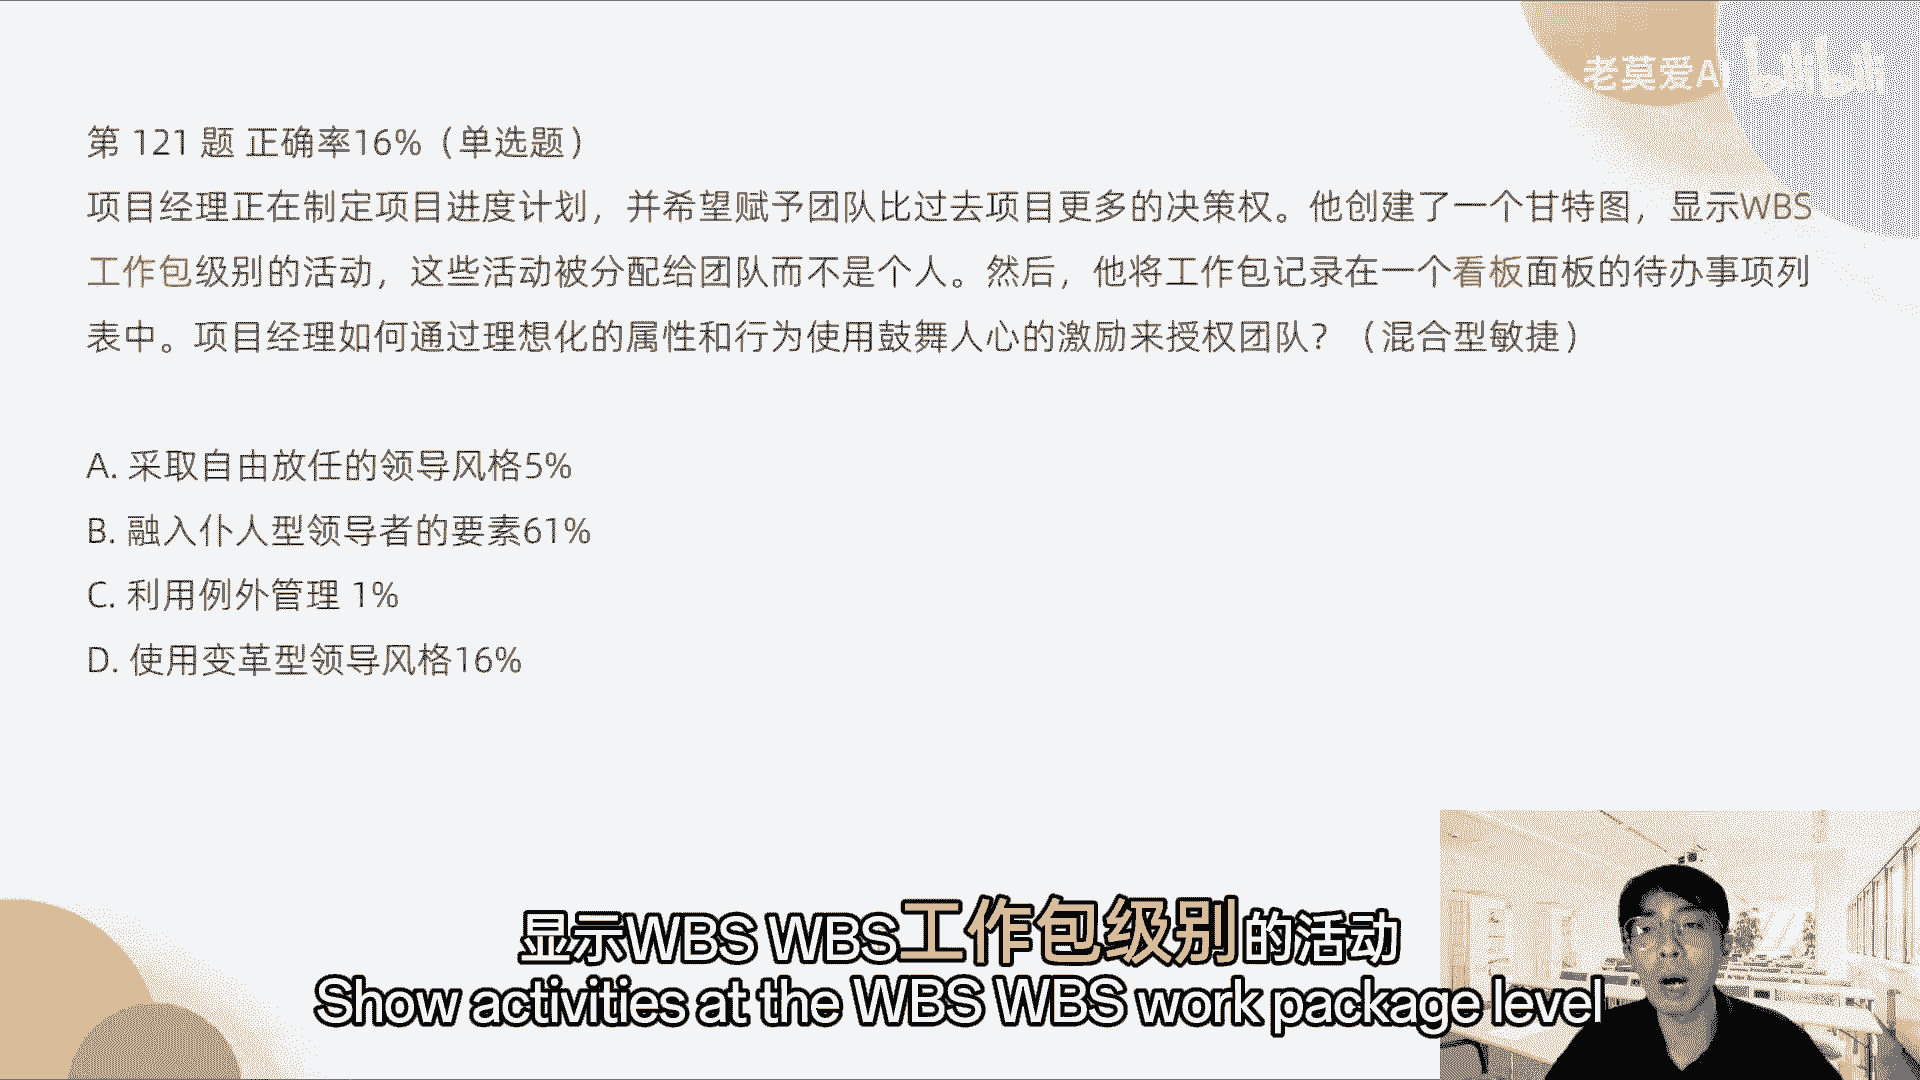 老莫爱AI bilibili
第 121 题 正确率16%（单选题）
项目经理正在制定项目进度计划，并希望赋予团队比过去项目更多的决策权。他创建了一个甘特图，显示WBS
工作包级别的活动，这些活动被分配给团队而不是个人。然后，他将工作包记录在一个看板面板的待办事项列
表中。项目经理如何通过理想化的属性和行为使用鼓舞人心的激励来授权团队？（混合型敏捷）
A. 采取自由放任的领导风格5%
B. 融入仆人型领导者的要素61%
C. 利用例外管理 1%
D. 使用变革型领导风格16%
显示WBS WBS工作包级别的活动
Show activities at the WBS WBS work package level